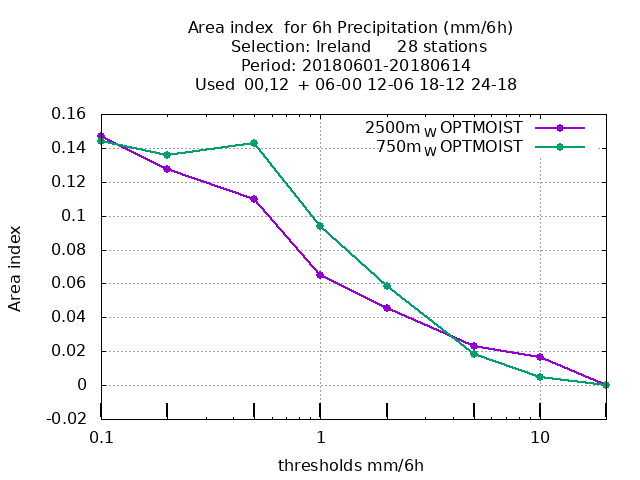 Area index  for 6h Precipitation (mm/6h)
Selection: Ireland     28 stations
Period: 20180601-20180614
Used  00,12  + 06-00 12-06 18-12 24-18
2500m W OPTMOIST
750m W OPTMOIST
0.16
0.14
0.12
0.1
0.08
0.06
0.04
0.02
0
-0.02
Area index
0.1
1
10
thresholds mm/6h